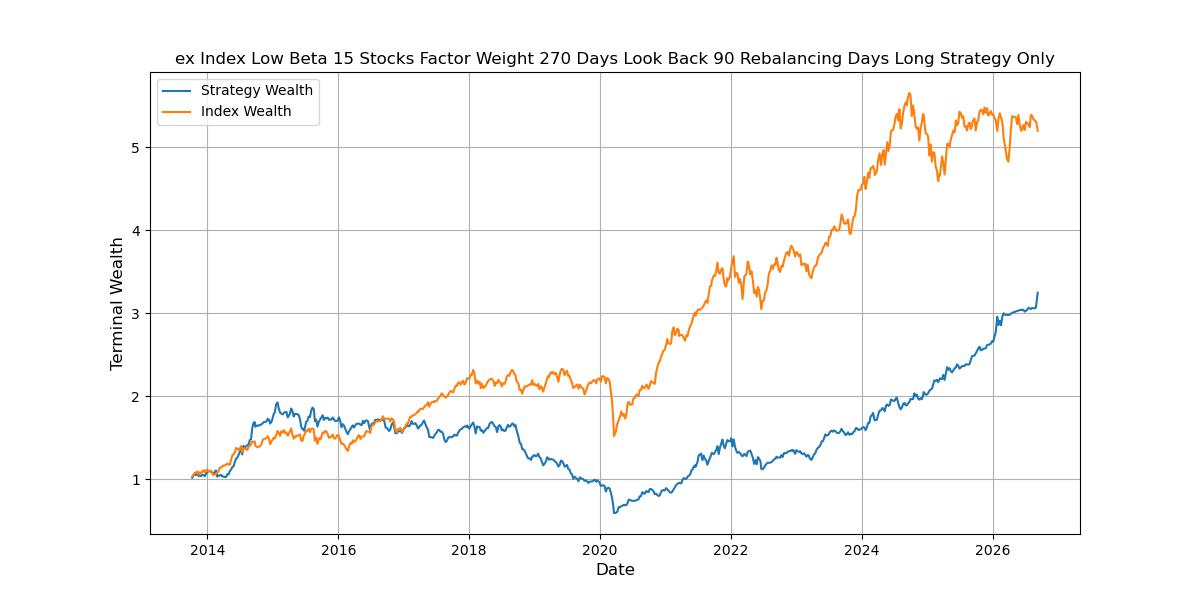 ex Index Low Beta 15 Stocks Factor Weight 270 Days Look Back 90 Rebalancing Days Long Strategy Only
Strategy Wealth
Index Wealth
Terminal Wealth
5
4
3
2
1
2014 2016 2018 2020 2022 2024 2026
Date